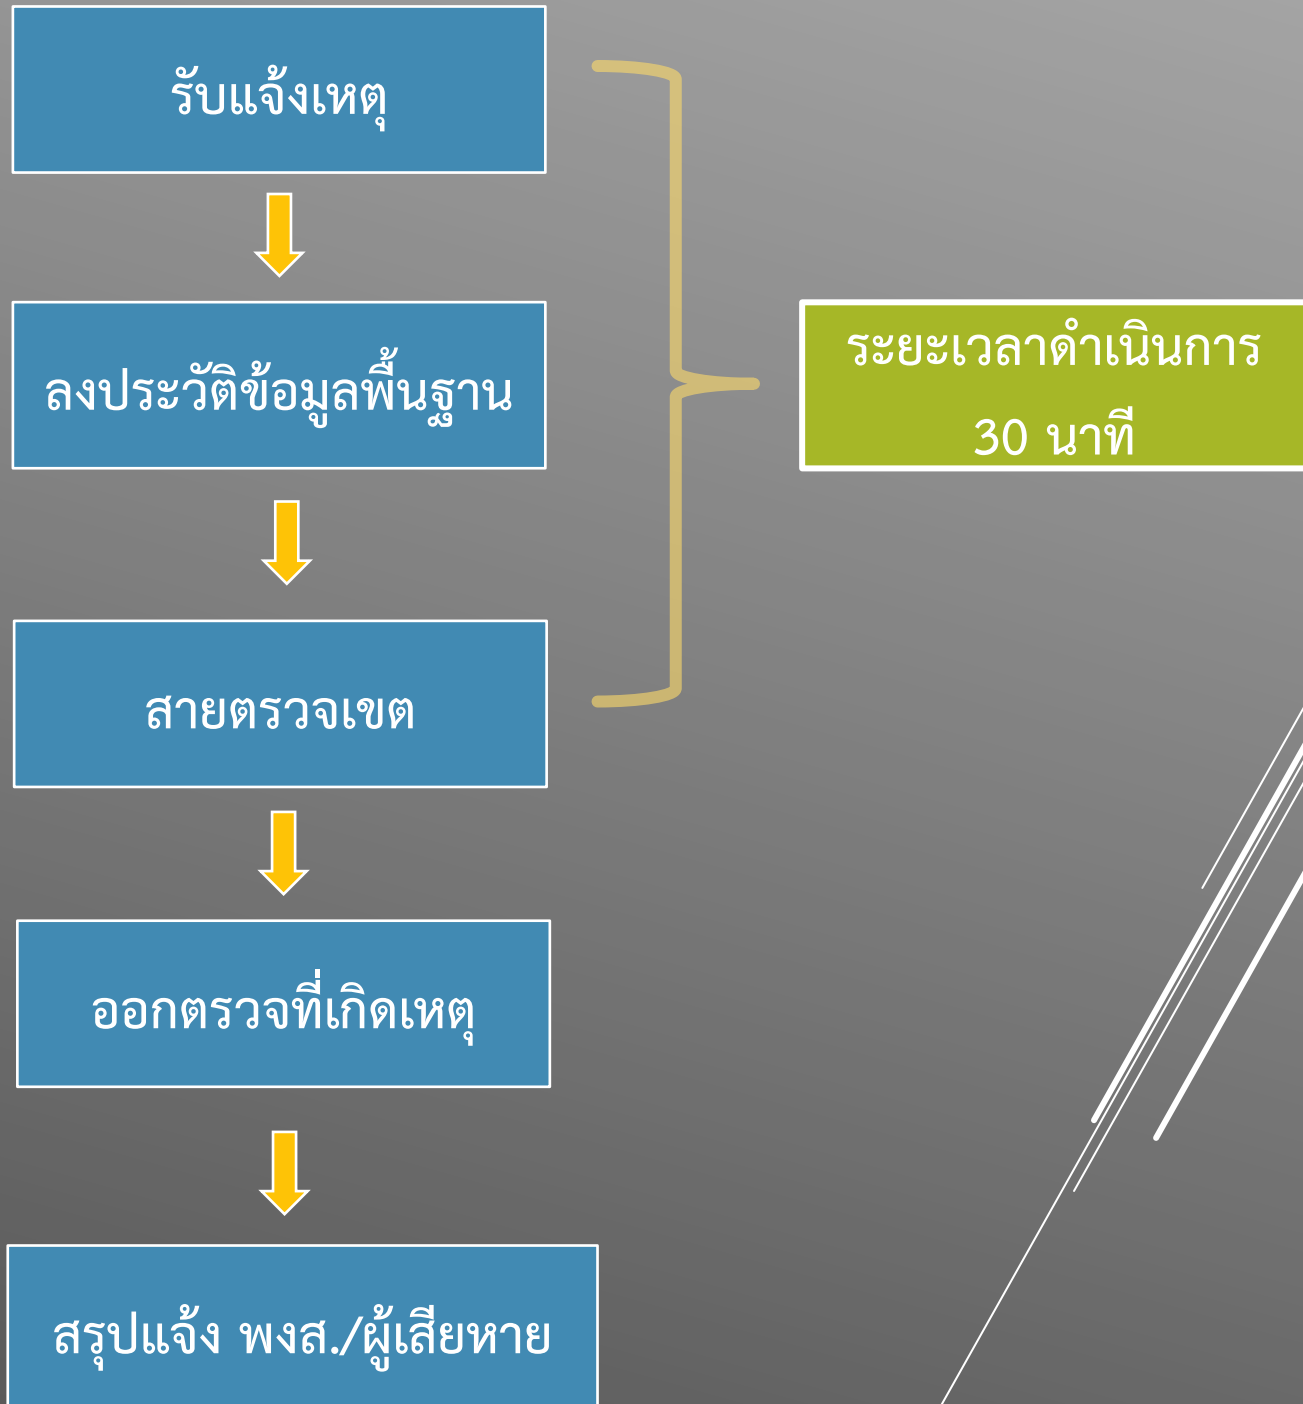 รับแจ้งเหตุ
ลงประวัติข้อมูลพื้นฐาน
ระยะเวลาดำเนินการ
30 นาที
สายตรวจเขต
ออกตรวจที่เกิดเหตุ
สรุปแจ้ง พงส./ผู้เสียหาย